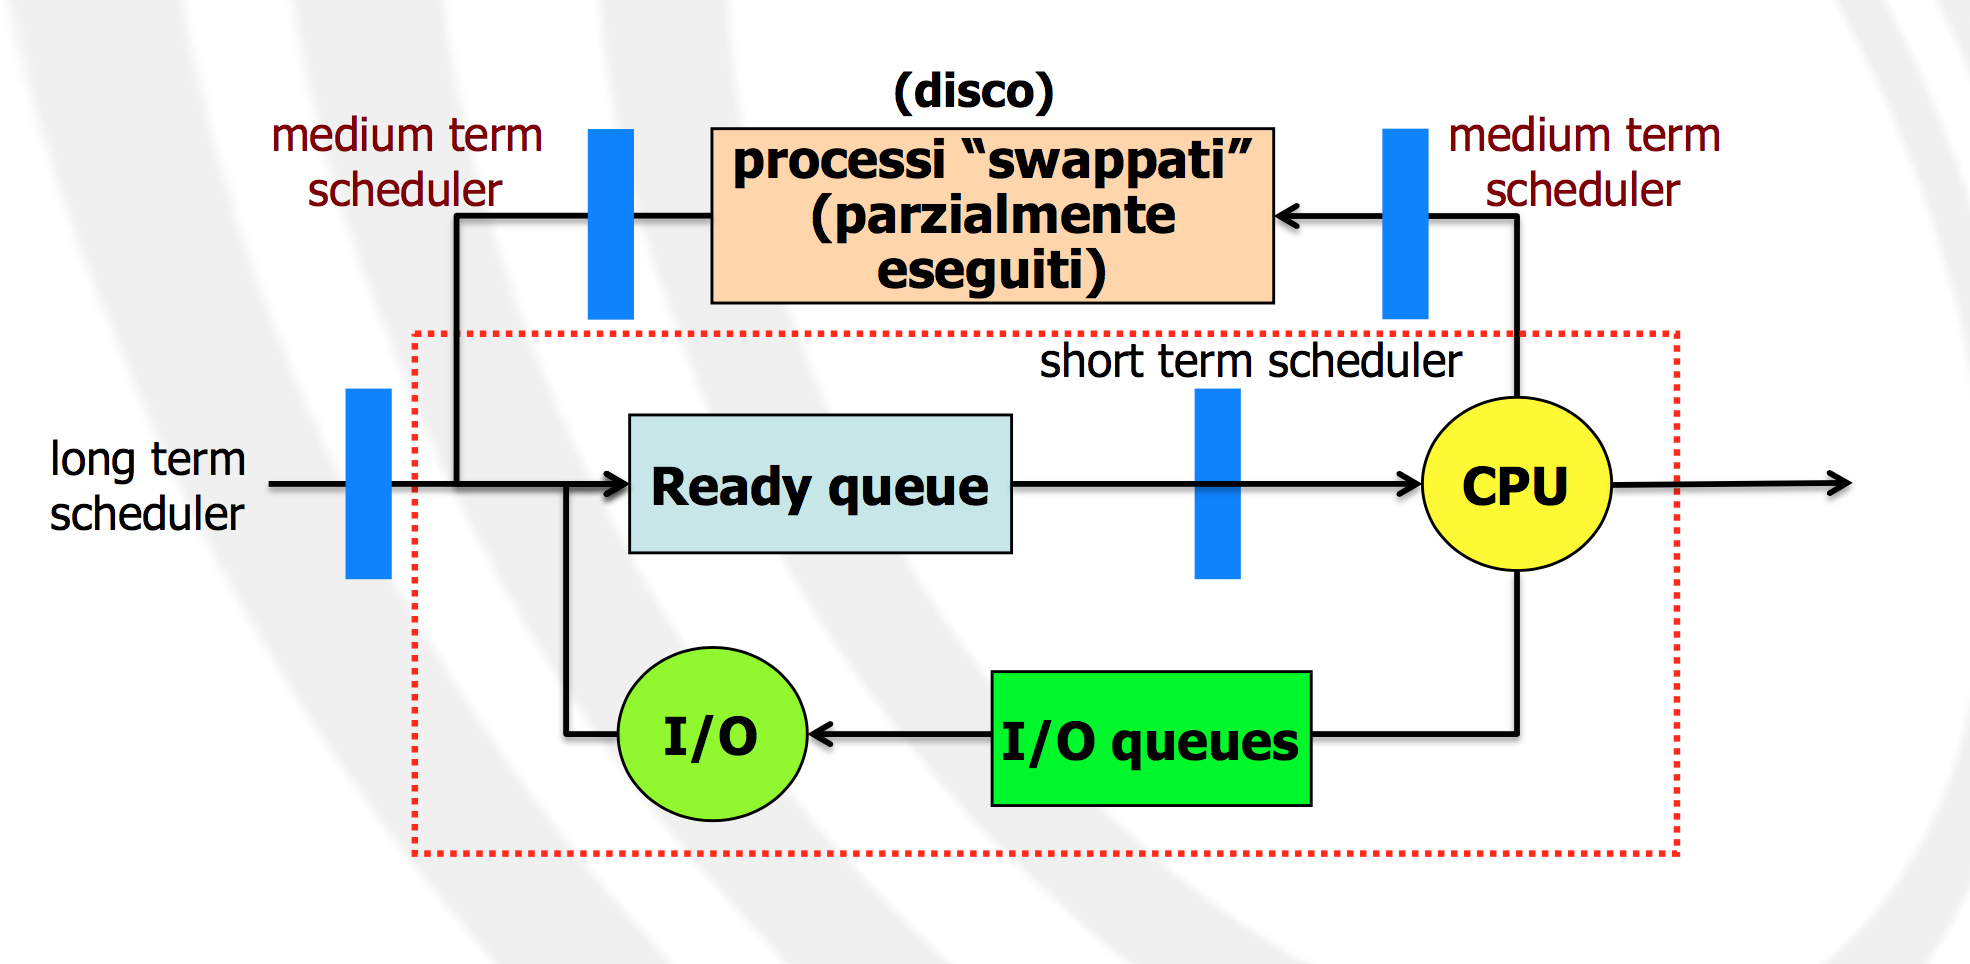 (disco)
medium term
scheduler
processi “swappati”
(parzialmente
eseguiti)
medium term
scheduler
short term scheduler
long term
scheduler
Ready queue
CPU
I/O
I/O queues